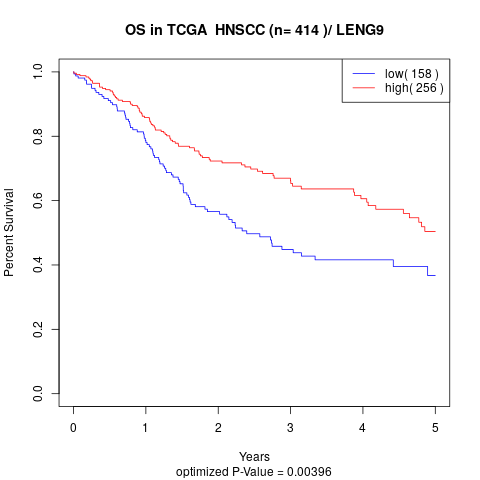 OS in TCGA  HNSCC (n= 414 )/ LENG9
low( 158 )
high( 256 )
Percent Survival
1.0
0.8
0.6
0.4
0.2
0.0
0 1 2 3 4 5
Years
optimized P-Value = 0.00396